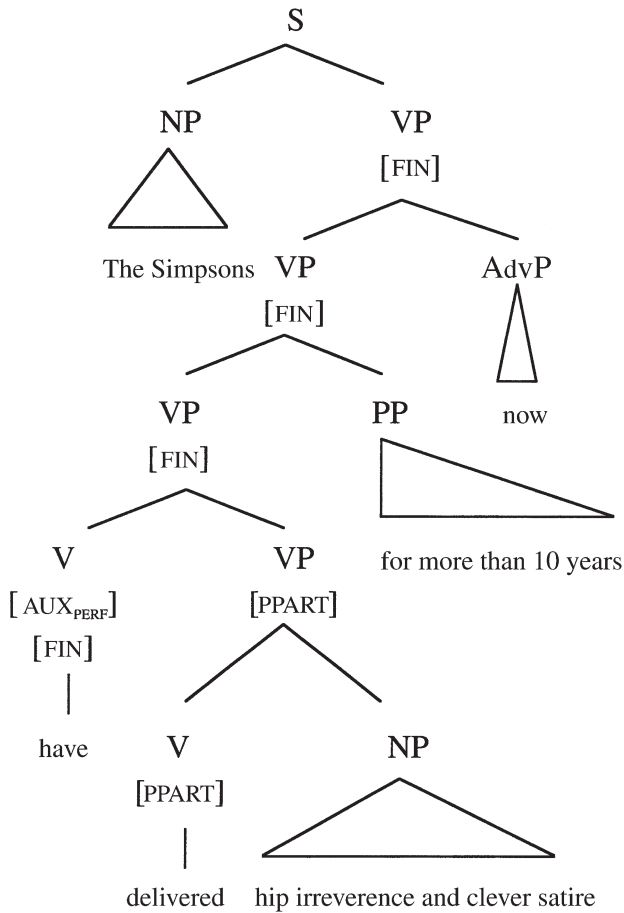 S
NP VP
[FIN]
The Simpsons VP AdvP
[FIN]
VP PP now
[FIN]
V VP for more than 10 years
[AUXPERF] [PPART]
[FIN]
have V NP
[PPART]
delivered hip irreverence and clever satire